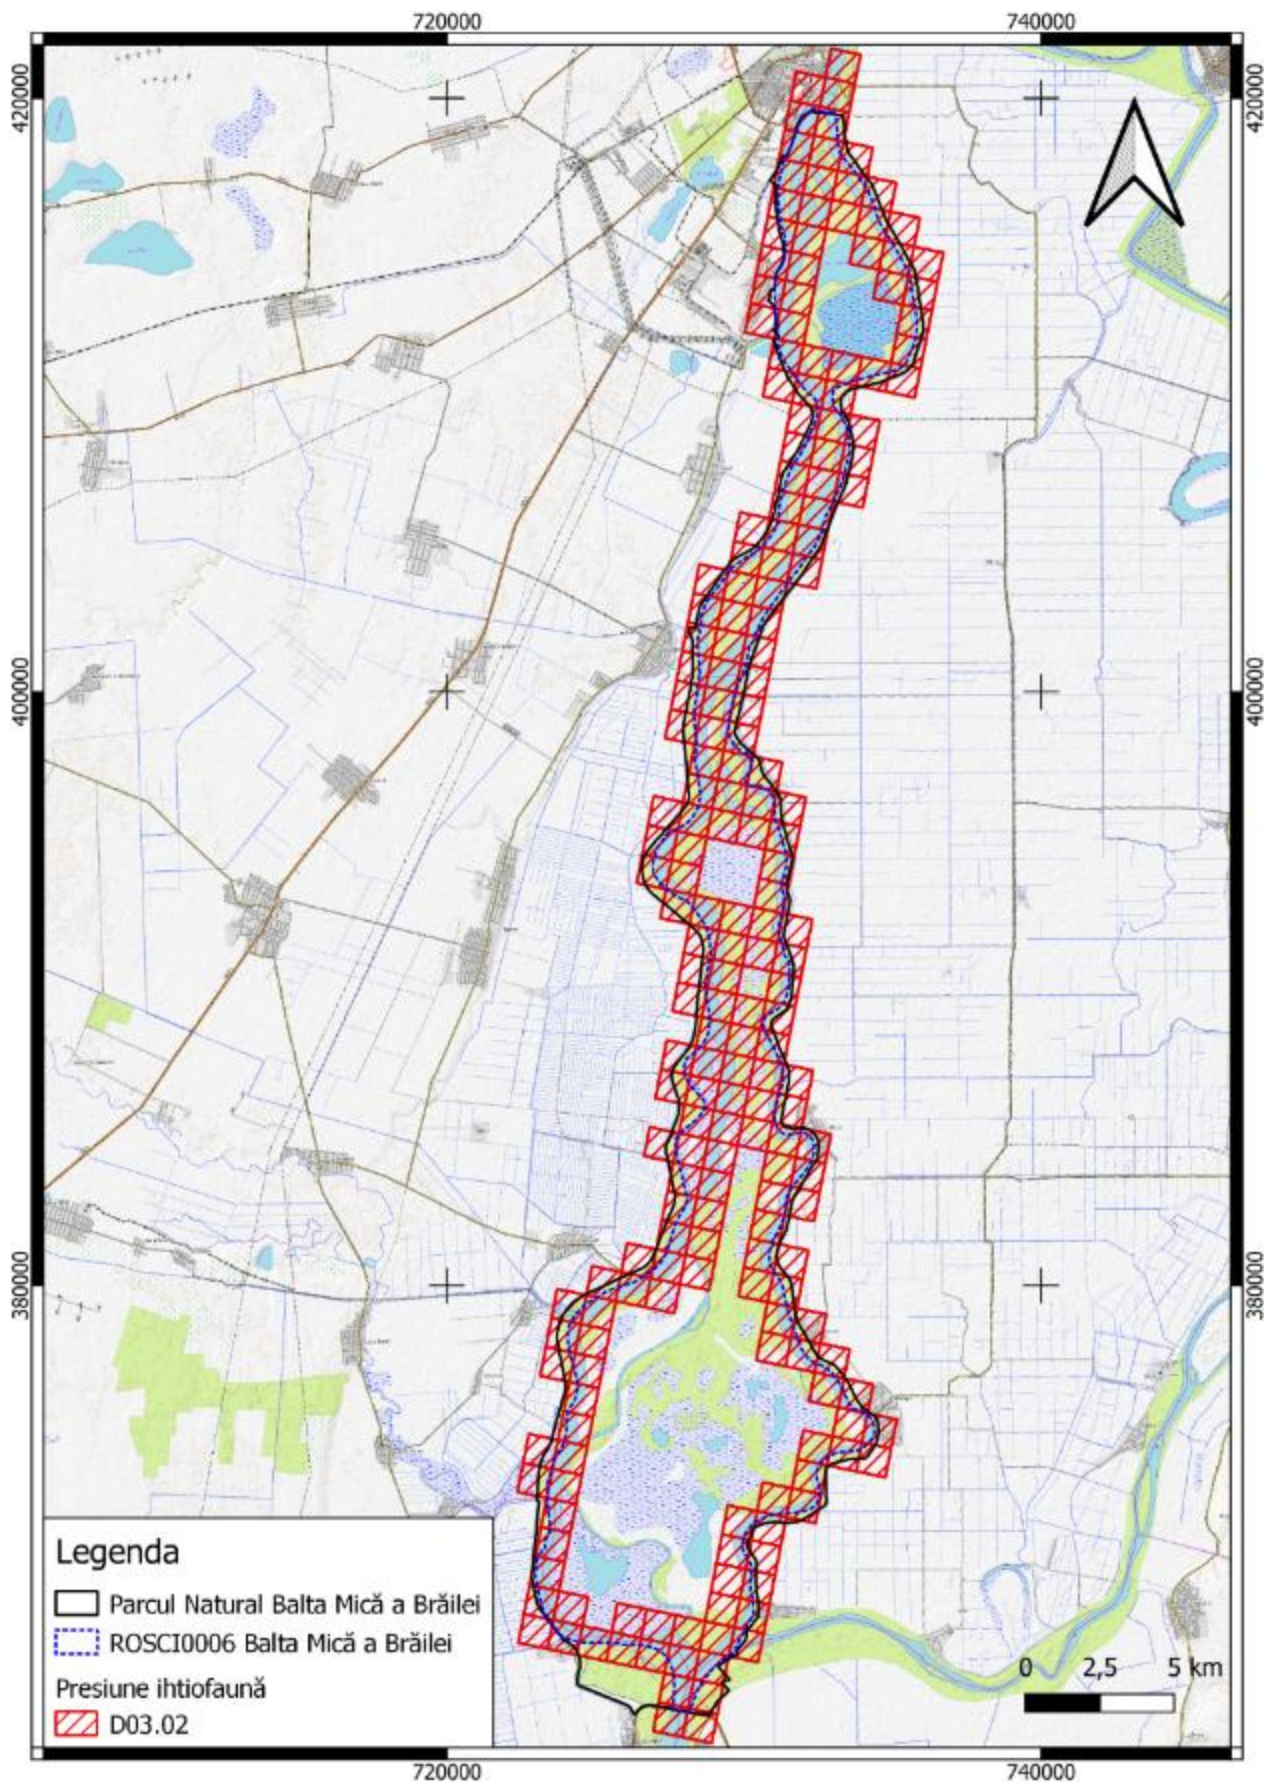 720000
740000
420000
420000
400000
400000
380000
380000
Legenda
Parcul Natural Balta Mică a Brăilei
ROSCI0006 Balta Mică a Brăilei
Presiune ihtiofaună
D03.02
0 2,5 5 km
720000
740000